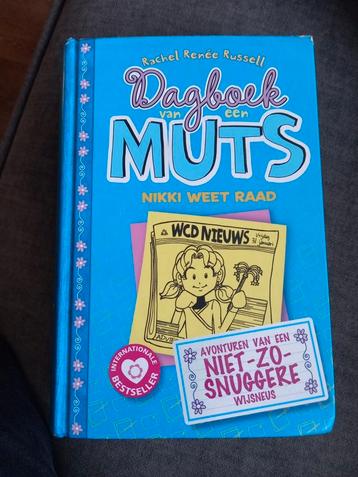 Rachel Renée Russell
Dagboek
van een
MUTS
NIKKI WEET RAAD
WCD NIEUWS
AVONTUREN VAN EEN
NIET-ZO-
SNUGGERE
WIJSNEUS
INTERNATIONALE
BESTSELLER